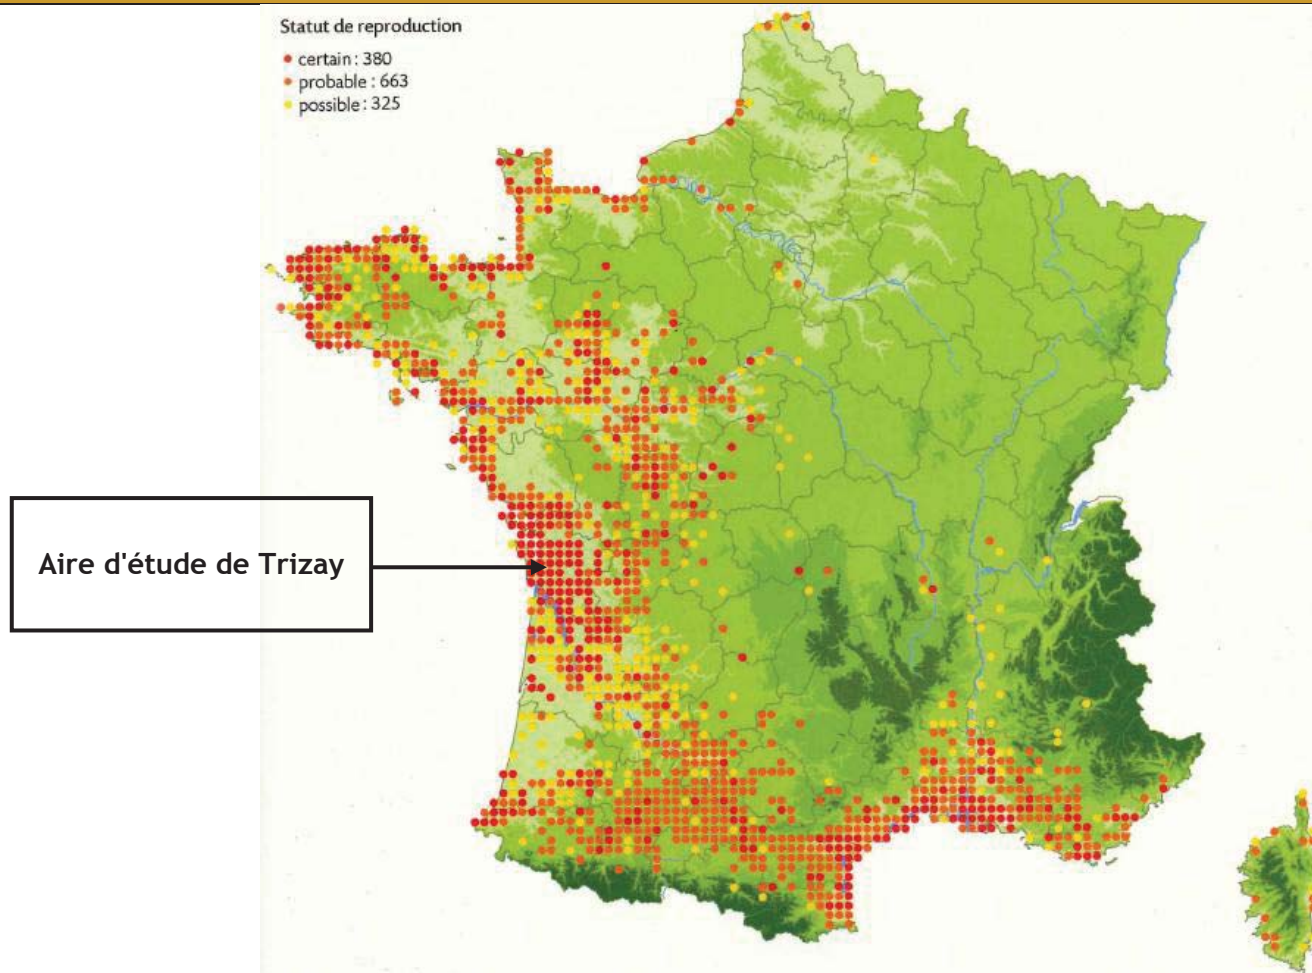 Statut de reproduction
certain : 380
probable : 663
possible : 325
Aire d'étude de Trizay